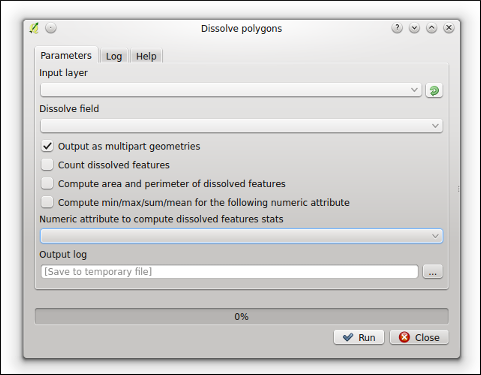 Dissolve polygons
?
Parameters Log Help
Input layer
Dissolve field
Output as multipart geometries
Count dissolved features
Compute area and perimeter of dissolved features
Compute min/max/sum/mean for the following numeric attribute
Numeric attribute to compute dissolved features stats
Output log
[Save to temporary file] ...
0%
Run Close